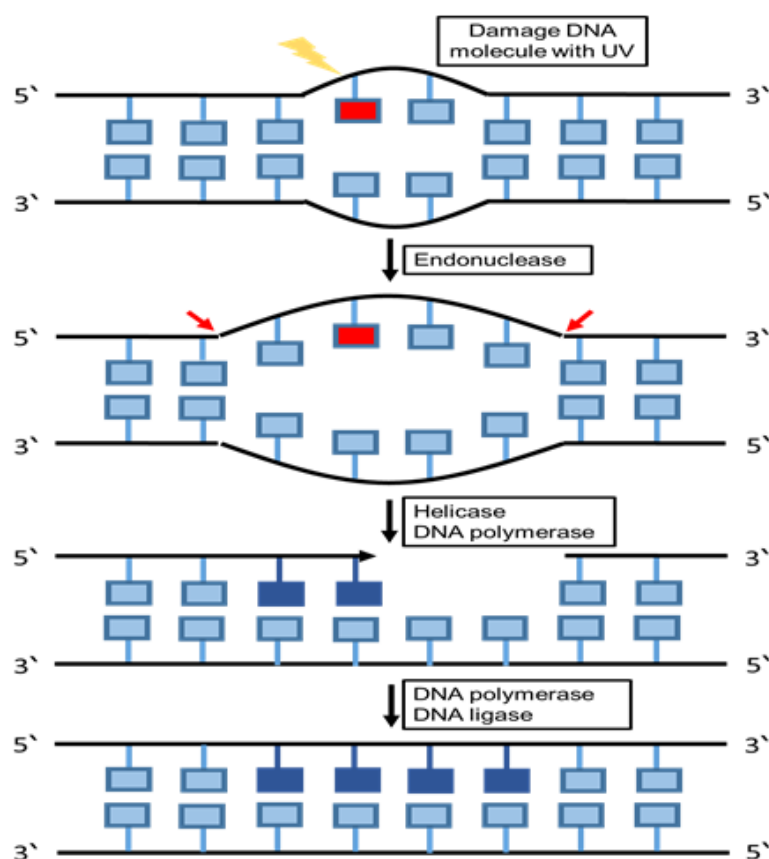 Damage DNA
molecule with UV
5` 3`
3` 5`
Endonuclease
5` 3`
3` 5`
Helicase
DNA polymerase
5` 3`
3` 5`
DNA polymerase
DNA ligase
5` 3`
3` 5`